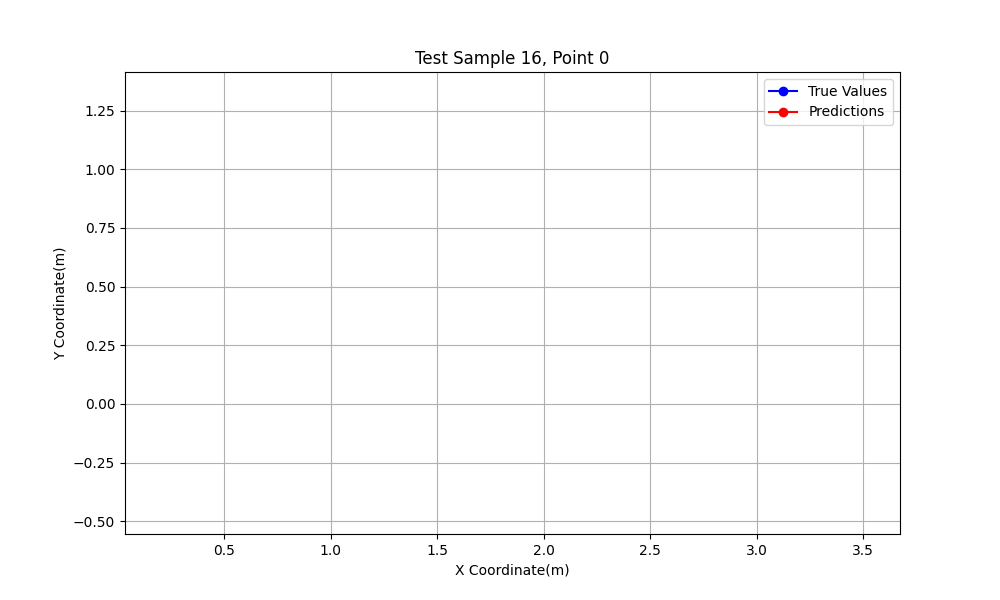 Test Sample 16, Point 0
True Values
Predictions
1.25
1.00
0.75
0.50
0.25
0.00
−0.25
−0.50
Y Coordinate(m)
0.5 1.0 1.5 2.0 2.5 3.0 3.5
X Coordinate(m)